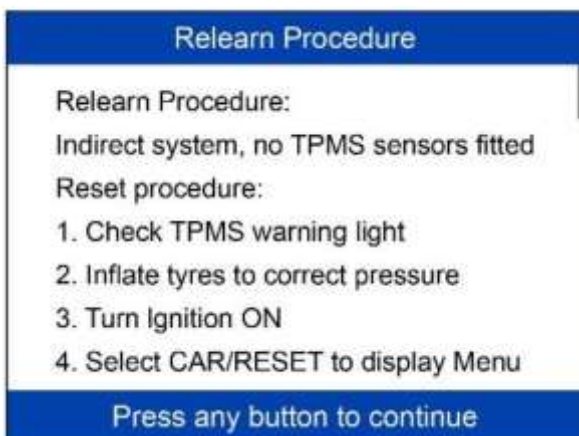 Relearn Procedure
Relearn Procedure:
Indirect system, no TPMS sensors fitted
Reset procedure:
1. Check TPMS warning light
2. Inflate tyres to correct pressure
3. Turn Ignition ON
4. Select CAR/RESET to display Menu
Press any button to continue